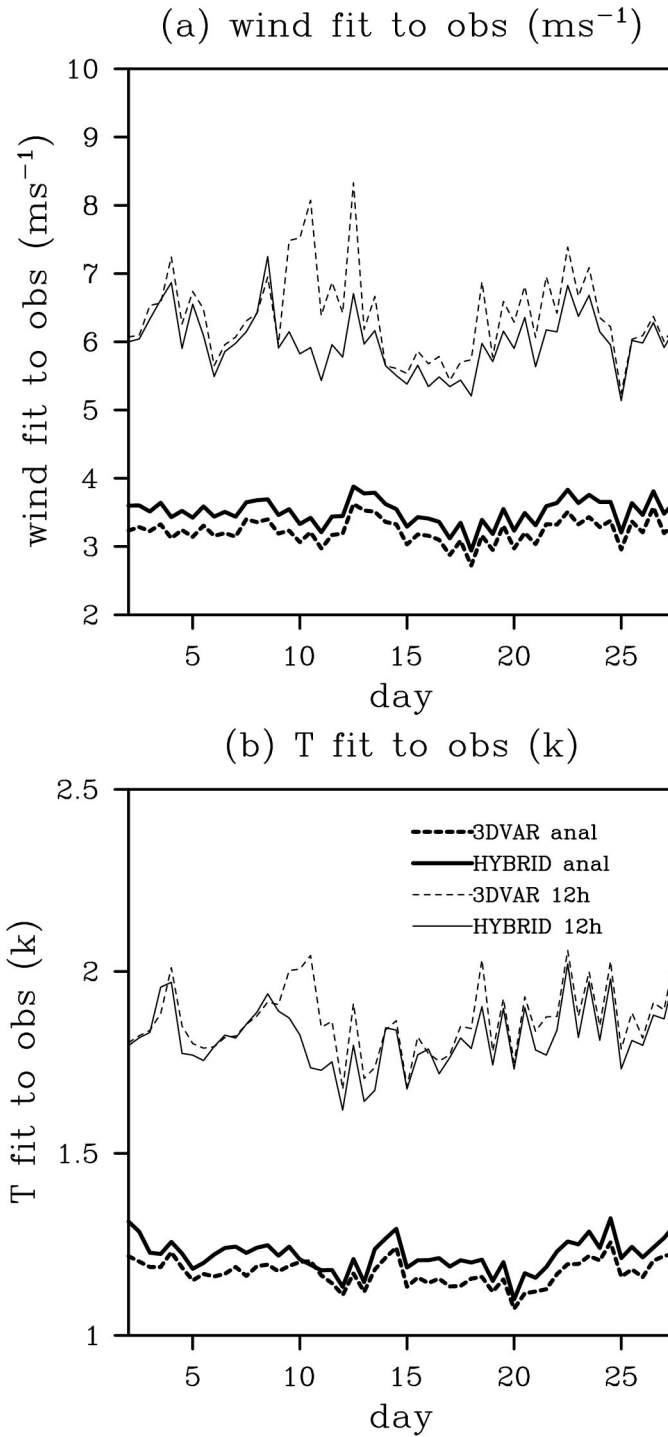 (a) wind fit to obs (ms⁻¹)
wind fit to obs (ms⁻¹)
10
9
8
7
6
5
4
3
2
5 10 15 20 25
day
(b) T fit to obs (k)
T fit to obs (k)
2.5
2
1.5
1
3DVAR anal
HYBRID anal
3DVAR 12h
HYBRID 12h
5 10 15 20 25
day